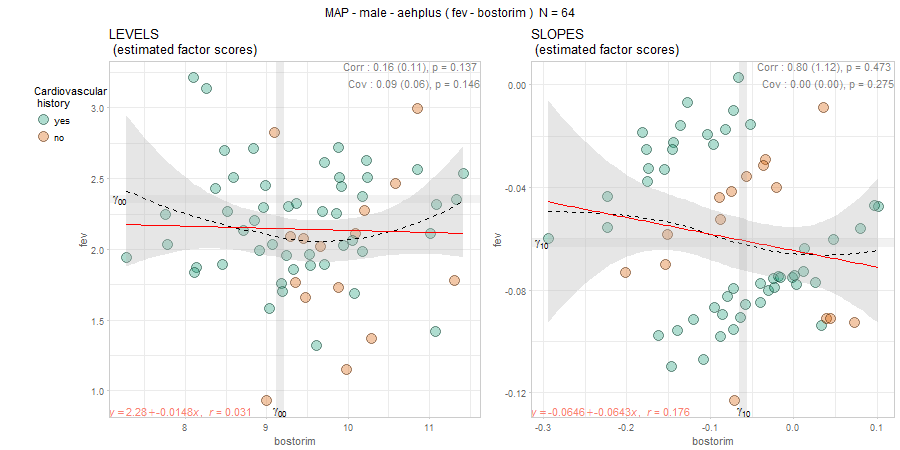 MAP - male - aehplus ( fev - bostorim ) N = 64
LEVELS
(estimated factor scores)
Corr : 0.16 (0.11), p = 0.137
Cov : 0.09 (0.06), p = 0.146
Cardiovascular
history
yes
no
fev
3.0
2.5
2.0
1.5
1.0
γ00
y = 2.28+-0.0148x, r = 0.031
γ00
8 9 10 11
bostorim
SLOPES
(estimated factor scores)
Corr : 0.80 (1.12), p = 0.473
Cov : 0.00 (0.00), p = 0.275
fev
0.00
-0.04
-0.08
-0.12
γ10
y = -0.0646+-0.0643x, r = 0.176
γ10
-0.3 -0.2 -0.1 0.0 0.1
bostorim